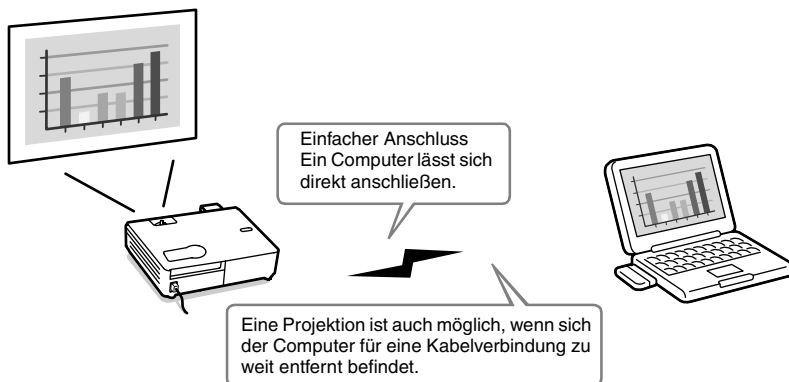 Einfacher Anschluss
Ein Computer lässt sich
direkt anschließen.
Eine Projektion ist auch möglich, wenn sich
der Computer für eine Kabelverbindung zu
weit entfernt befindet.